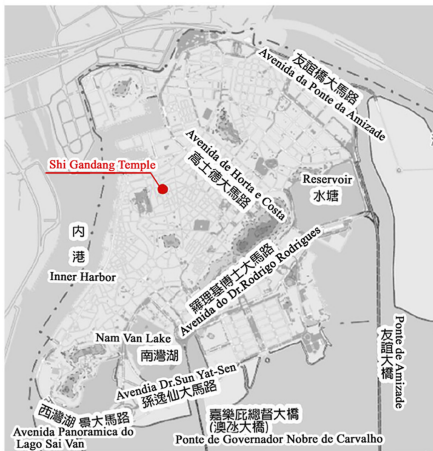 友誼橋大馬路
Avenida da Ponte da Amizade
Avenida de Horta e Costa
高士德大馬路
Shi Gandang Temple
Reservoir
水塘
内港
Inner Harbor
羅理基博士大馬路
Avenida do Dr.Rodrigo Rodrigues
Nam Van Lake
南灣湖
Ponte de Amizade
友誼大橋
Avendia Dr.Sun Yat-Sen
孫逸仙大馬路
西灣湖景大馬路
Avenida Panoramica do
Lago Sai Van
嘉樂庇總督大橋
(澳氹大橋)
Ponte de Governador Nobre de Carvalho